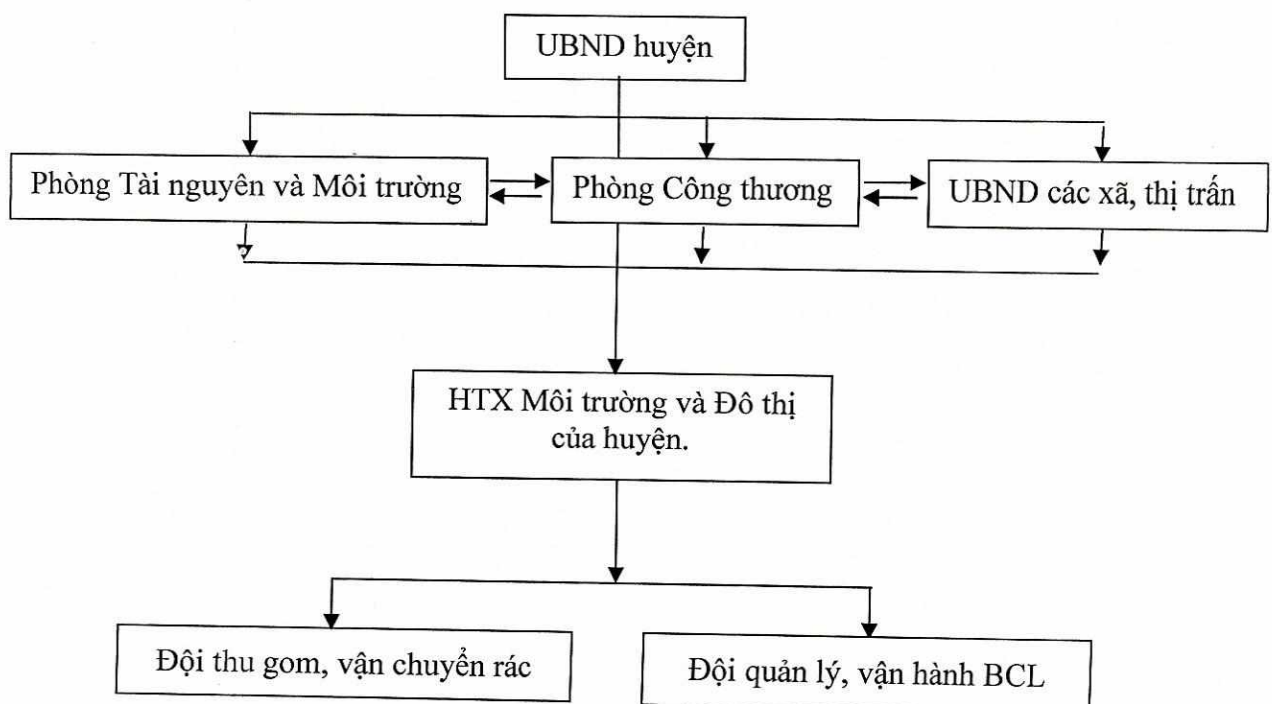 UBND huyện
Phòng Tài nguyên và Môi trường
Phòng Công thương
UBND các xã, thị trấn
HTX Môi trường và Đô thị
của huyện.
Đội thu gom, vận chuyển rác
Đội quản lý, vận hành BCL